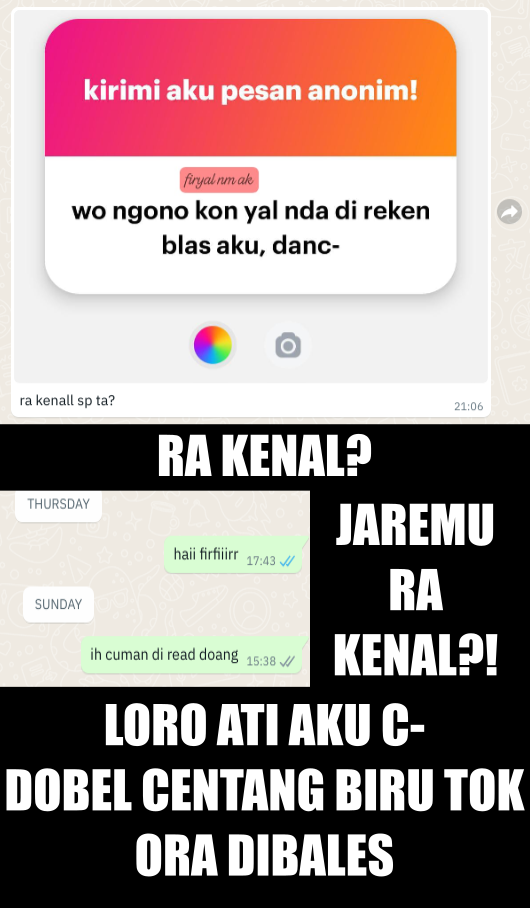 kirimi aku pesan anonim!
firyal nm ak
wo ngono kon yal nda di reken
blas aku, danc-
ra kenall sp ta?
21:06
RA KENAL?
THURSDAY
haii firfiiirr 17:43
SUNDAY
ih cuman di read doang 15:38
JAREMU
RA
KENAL?!
LORO ATI AKU C-
DOBEL CENTANG BIRU TOK
ORA DIBALES